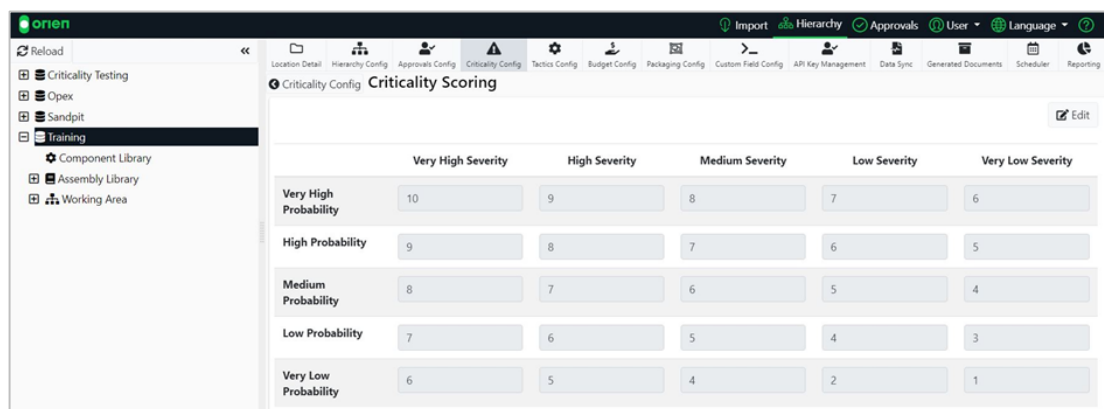 orien Import Hierarchy Approvals User Language
Reload
Location Detail Hierarchy Config Approvals Config Criticality Config Tactics Config Budget Config Packaging Config Custom Field Config API Key Management Data Sync Generated Documents Scheduler Reporting
Criticality Testing
Opex
Sandpit
Training
Component Library
Assembly Library
Working Area
Criticality Config Criticality Scoring
Edit
Very High Severity High Severity Medium Severity Low Severity Very Low Severity
Very High
Probability
10 9 8 7 6
High Probability
9 8 7 6 5
Medium
Probability
8 7 6 5 4
Low Probability
7 6 5 4 3
Very Low
Probability
6 5 4 2 1